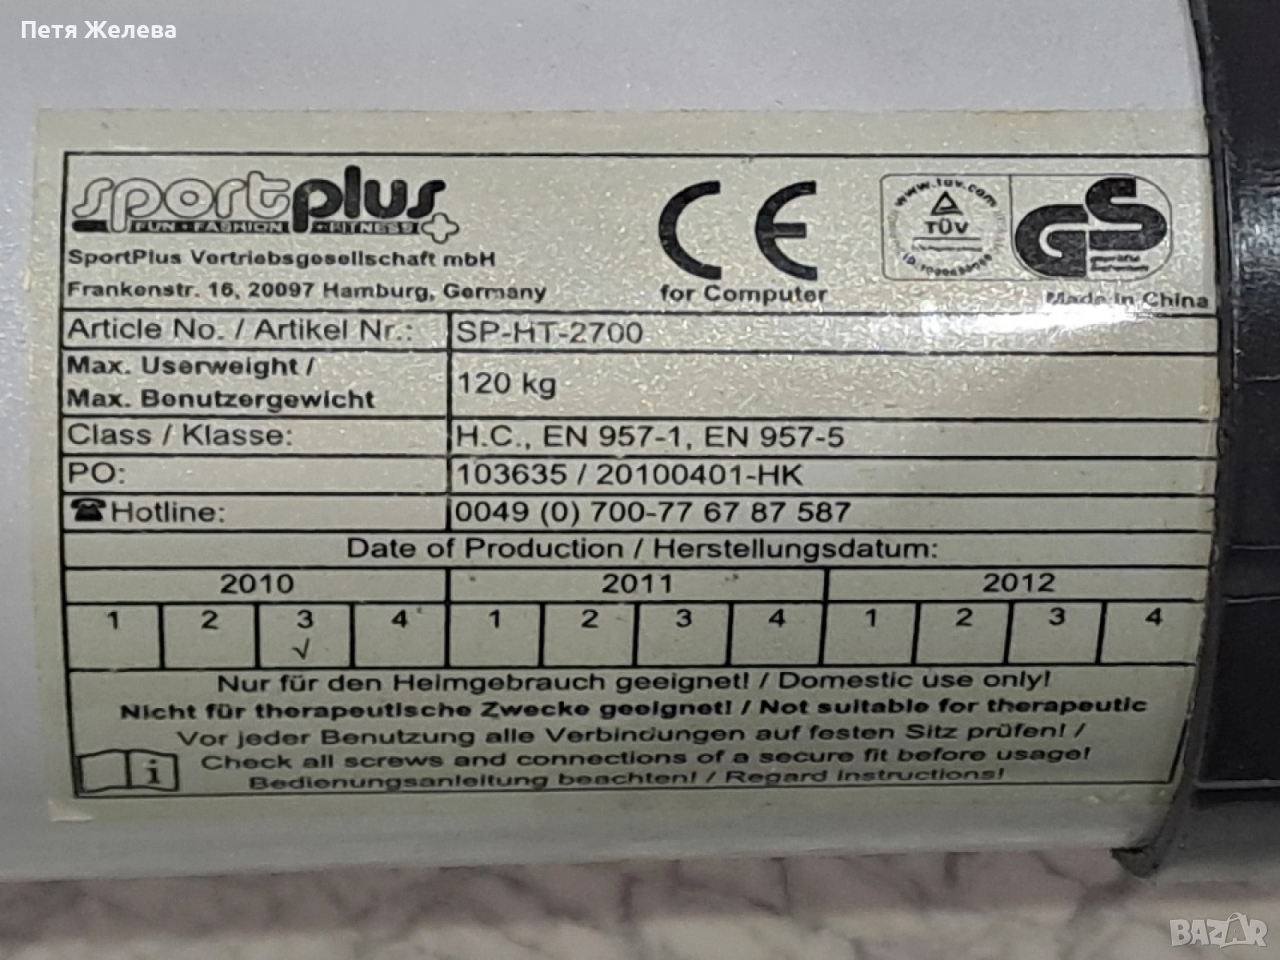 Петя Желева
sportplus
FUN • FASHION • FITNESS
SportPlus Vertriebsgesellschaft mbH
Frankenstr. 16, 20097 Hamburg, Germany
CE
for Computer
www.tuv.com
TÜV
GS
geprüfte
Sicherheit
Made in China
Article No. / Artikel Nr.: SP-HT-2700
Max. Userweight /
Max. Benutzergewicht 120 kg
Class / Klasse: H.C., EN 957-1, EN 957-5
PO: 103635 / 20100401-HK
☎Hotline: 0049 (0) 700-77 67 87 587
Date of Production / Herstellungsdatum:
2010 2011 2012
1 2 3 4 1 2 3 4 1 2 3 4
√
Nur für den Heimgebrauch geeignet! / Domestic use only!
Nicht für therapeutische Zwecke geeignet! / Not suitable for therapeutic
Vor jeder Benutzung alle Verbindungen auf festen Sitz prüfen! /
Check all screws and connections of a secure fit before usage!
Bedienungsanleitung beachten! / Regard instructions!
i
BAZAR